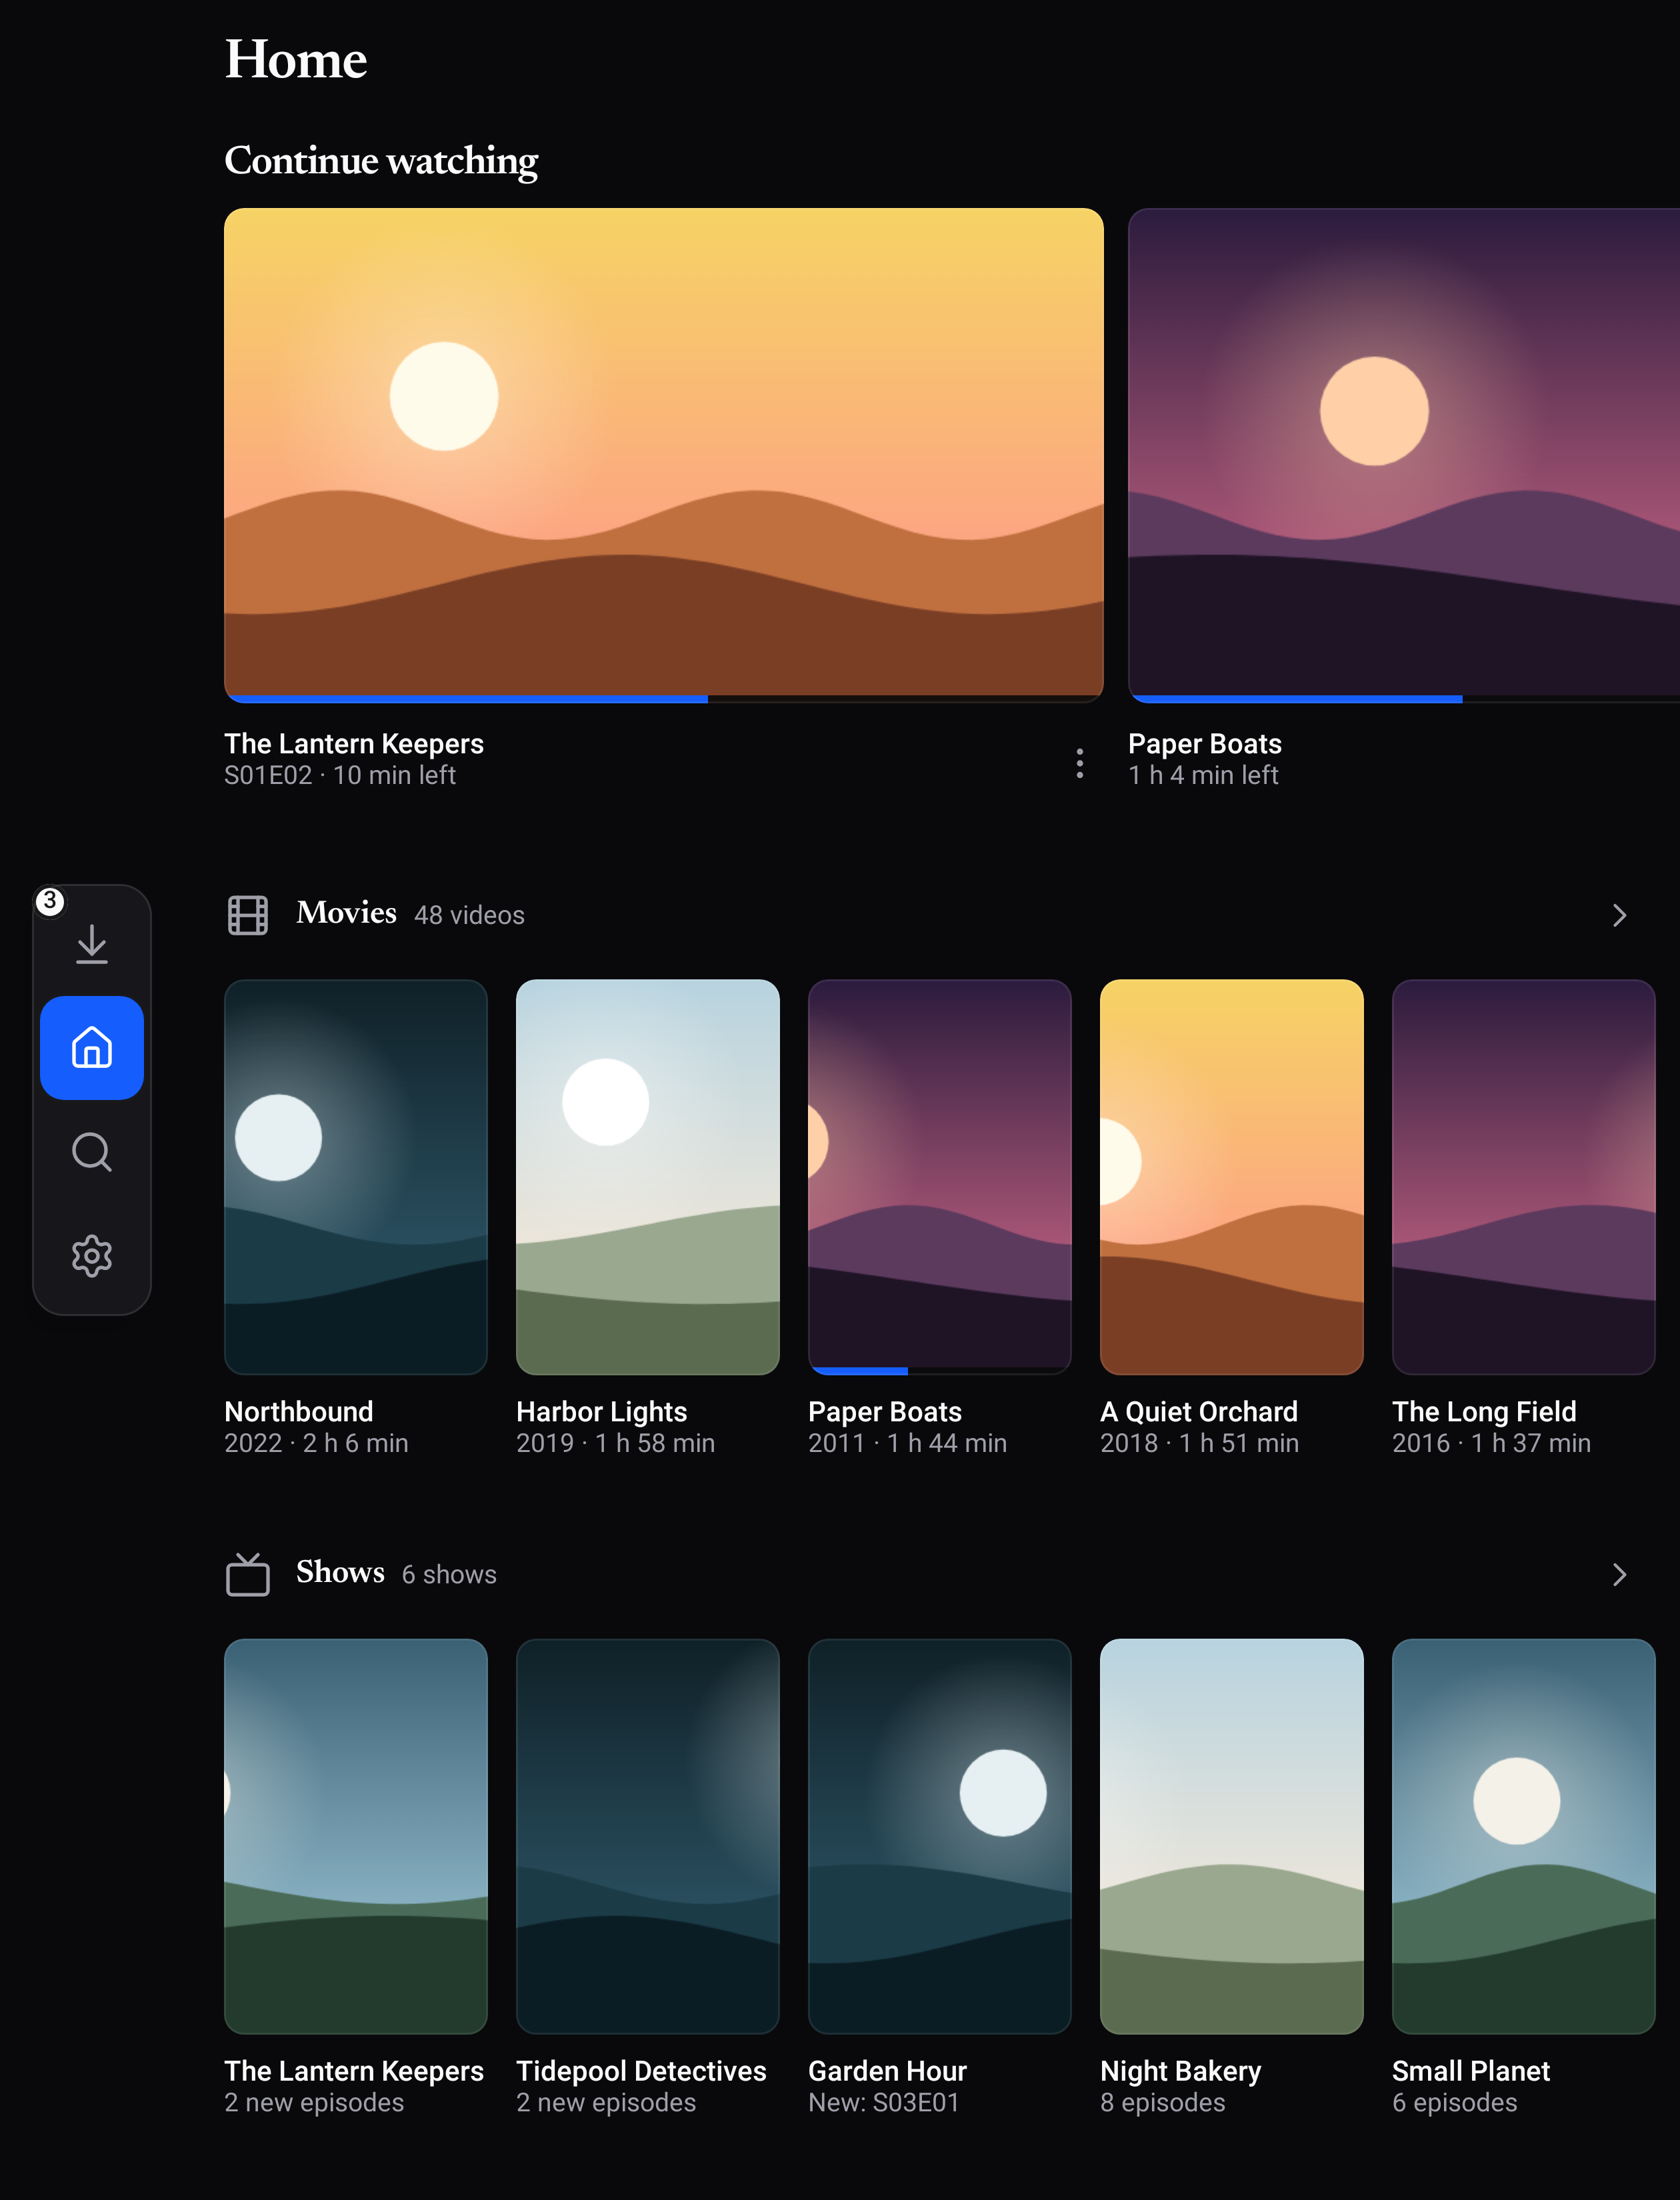 Home
Continue watching
The Lantern Keepers
S01E02 · 10 min left
Paper Boats
1 h 4 min left
3
Movies 48 videos
Northbound
2022 · 2 h 6 min
Harbor Lights
2019 · 1 h 58 min
Paper Boats
2011 · 1 h 44 min
A Quiet Orchard
2018 · 1 h 51 min
The Long Field
2016 · 1 h 37 min
Shows 6 shows
The Lantern Keepers
2 new episodes
Tidepool Detectives
2 new episodes
Garden Hour
New: S03E01
Night Bakery
8 episodes
Small Planet
6 episodes